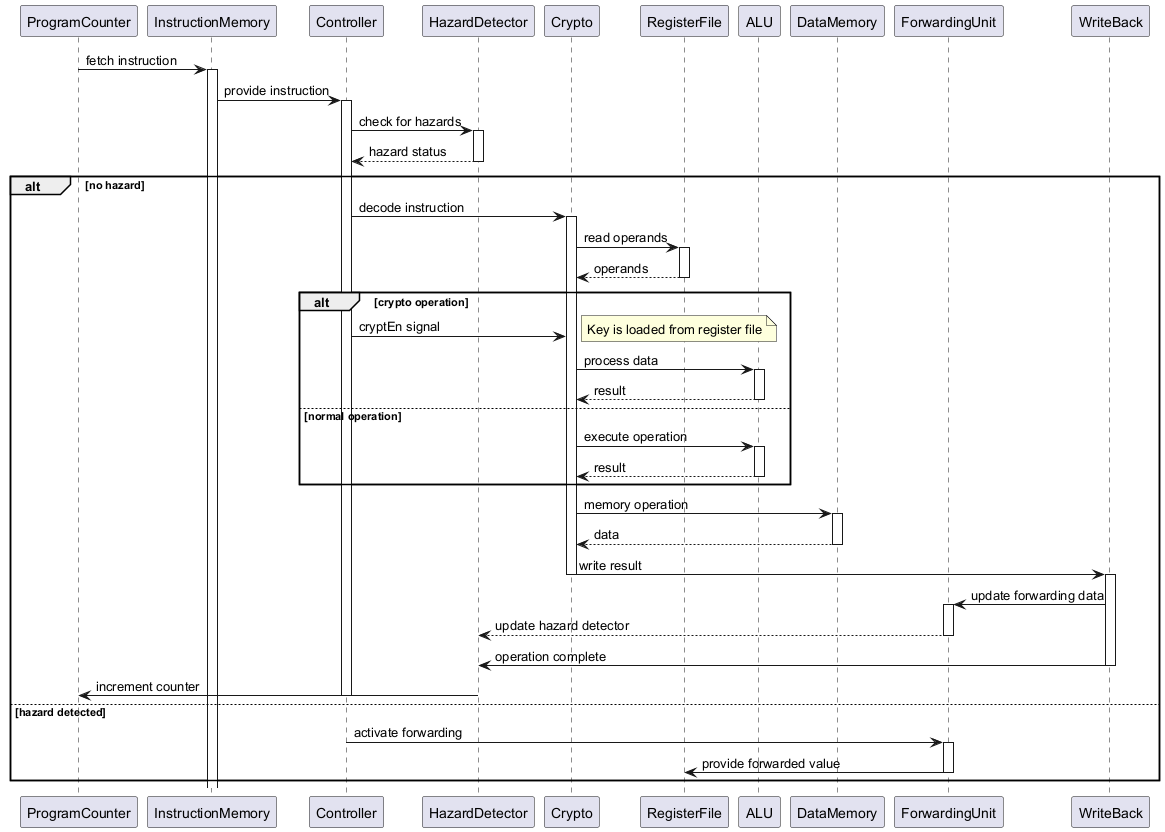 ProgramCounter InstructionMemory Controller HazardDetector Crypto RegisterFile ALU DataMemory ForwardingUnit WriteBack
fetch instruction
provide instruction
check for hazards
hazard status
alt [no hazard]
decode instruction
read operands
operands
alt [crypto operation]
cryptEn signal Key is loaded from register file
process data
result
[normal operation]
execute operation
result
memory operation
data
write result
update forwarding data
update hazard detector
operation complete
increment counter
[hazard detected]
activate forwarding
provide forwarded value
ProgramCounter InstructionMemory Controller HazardDetector Crypto RegisterFile ALU DataMemory ForwardingUnit WriteBack